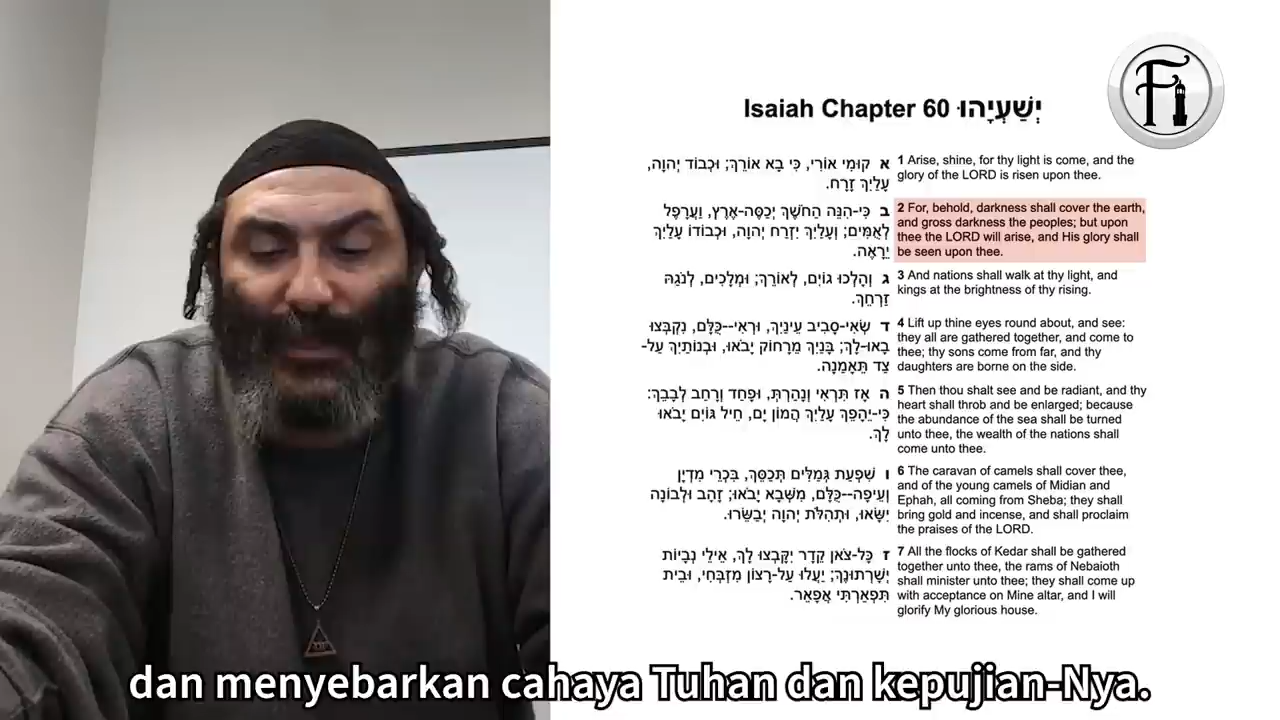 Isaiah Chapter 60 יְשַׁעְיָהוּ
א קוּמִי אוֹרִי, כִּי בָא אוֹרֵךְ; וּכְבוֹד יְהוָה,
עָלַיִךְ זָרָח.
1 Arise, shine, for thy light is come, and the
glory of the LORD is risen upon thee.
ב כִּי-הִנֵּה הַחֹשֶׁךְ יְכַסֶּה-אֶרֶץ, וַעֲרָפֶל
לְאֻמִּים; וְעָלַיִךְ יִזְרַח יְהוָה, וּכְבוֹדוֹ עָלַיִךְ
יֵרָאֶה.
2 For, behold, darkness shall cover the earth,
and gross darkness the peoples; but upon
thee the LORD will arise, and His glory shall
be seen upon thee.
ג וְהָלְכוּ גוֹיִם, לְאוֹרֵךְ; וּמְלָכִים, לְנֹגַהּ
זַרְחֵךְ.
3 And nations shall walk at thy light, and
kings at the brightness of thy rising.
ד שְׂאִי-סָבִיב עֵינַיִךְ, וּרְאִי--כֻּלָּם, נִקְבְּצוּ
בָאוּ-לָךְ; בָּנַיִךְ מֵרָחוֹק יָבֹאוּ, וּבְנוֹתַיִךְ עַל-
צַד תֵּאָמַנָה.
4 Lift up thine eyes round about, and see:
they all are gathered together, and come to
thee; thy sons come from far, and thy
daughters are borne on the side.
ה אָז תִּרְאִי וְנָהַרְתְּ, וּפָחַד וְרָחַב לְבָבֵךְ:
כִּי-יֵהָפֵךְ עָלַיִךְ הֲמוֹן יָם, חֵיל גּוֹיִם יָבֹאוּ
לָךְ.
5 Then thou shalt see and be radiant, and thy
heart shall throb and be enlarged; because
the abundance of the sea shall be turned
unto thee, the wealth of the nations shall
come unto thee.
ו שִׁפְעַת גְּמַלִּים תְּכַסֵּךְ, בִּכְרֵי מִדְיָן
וְעֵיפָה--כֻּלָּם, מִשְּׁבָא יָבֹאוּ; זָהָב וּלְבוֹנָה
יִשָּׂאוּ, וּתְהִלֹּת יְהוָה יְבַשֵּׂרוּ.
6 The caravan of camels shall cover thee,
and of the young camels of Midian and
Ephah, all coming from Sheba; they shall
bring gold and incense, and shall proclaim
the praises of the LORD.
ז כָּל-צֹאן קֵדָר יִקָּבְצוּ לָךְ, אֵילֵי נְבָיוֹת
יְשָׁרְתוּנֶךְ; יַעֲלוּ עַל-רָצוֹן מִזְבְּחִי, וּבֵית
תִּפְאַרְתִּי אֲפָאֵר.
7 All the flocks of Kedar shall be gathered
together unto thee, the rams of Nebaioth
shall minister unto thee; they shall come up
with acceptance on Mine altar, and I will
glorify My glorious house.
dan menyebarkan cahaya Tuhan dan kepujian-Nya.